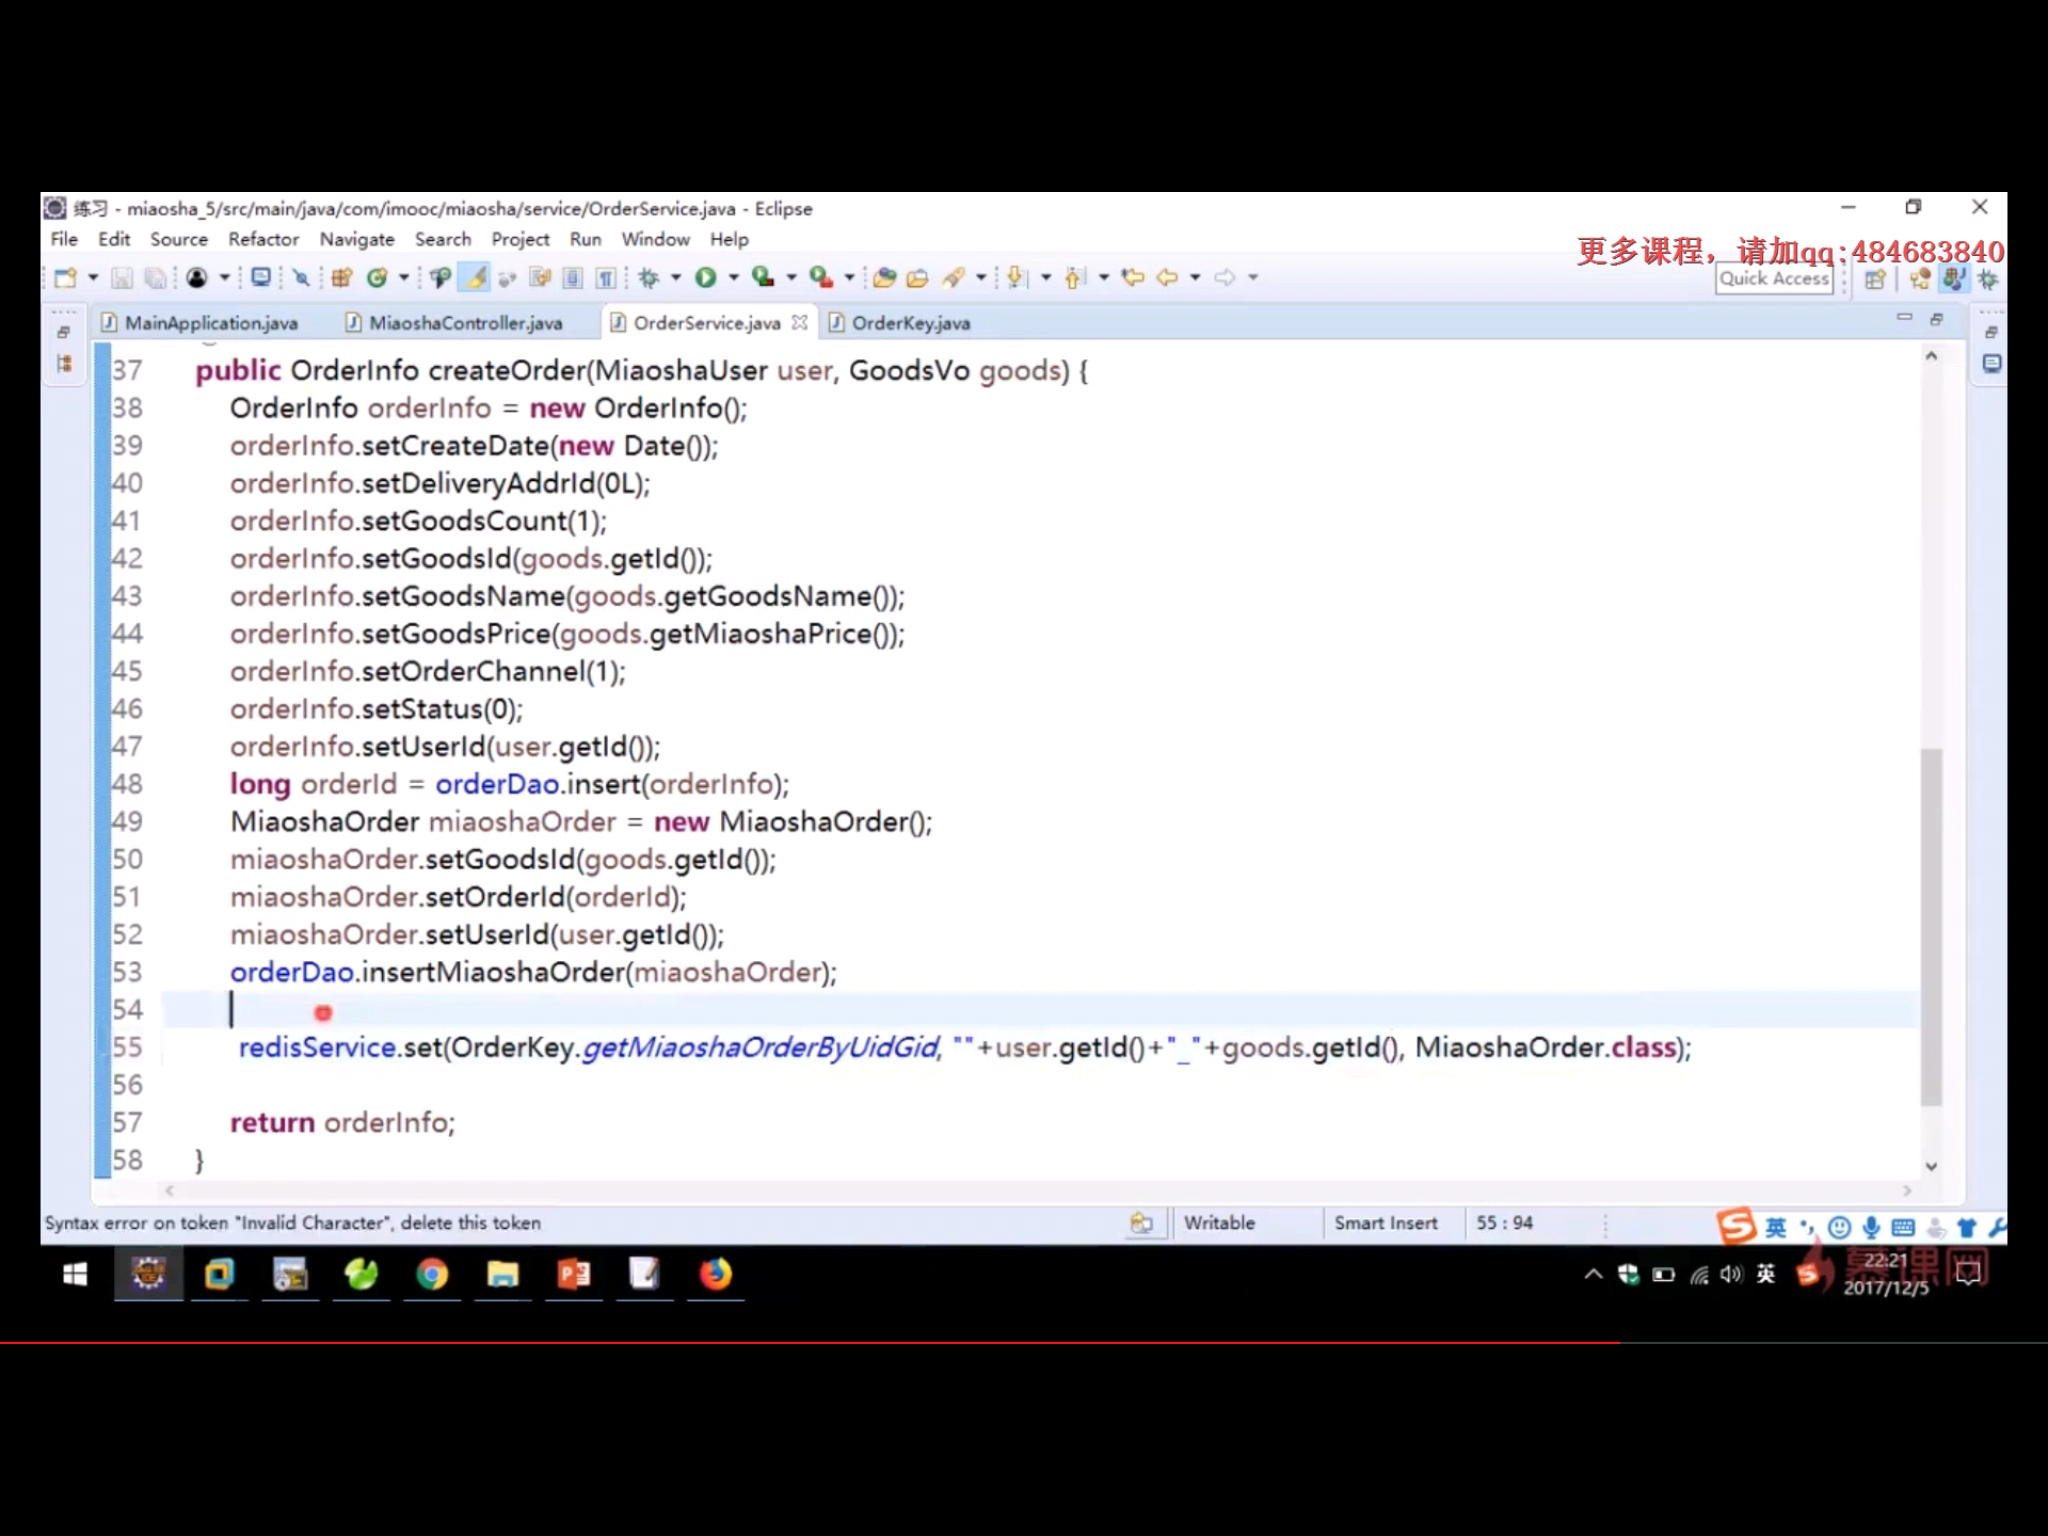 练习 - miaosha_5/src/main/java/com/imooc/miaosha/service/OrderService.java - Eclipse
File Edit Source Refactor Navigate Search Project Run Window Help
更多课程，请加qq:484683840
Quick Access
MainApplication.java MiaoshaController.java OrderService.java OrderKey.java
37 public OrderInfo createOrder(MiaoshaUser user, GoodsVo goods) {
38 OrderInfo orderInfo = new OrderInfo();
39 orderInfo.setCreateDate(new Date());
40 orderInfo.setDeliveryAddrId(0L);
41 orderInfo.setGoodsCount(1);
42 orderInfo.setGoodsId(goods.getId());
43 orderInfo.setGoodsName(goods.getGoodsName());
44 orderInfo.setGoodsPrice(goods.getMiaoshaPrice());
45 orderInfo.setOrderChannel(1);
46 orderInfo.setStatus(0);
47 orderInfo.setUserId(user.getId());
48 long orderId = orderDao.insert(orderInfo);
49 MiaoshaOrder miaoshaOrder = new MiaoshaOrder();
50 miaoshaOrder.setGoodsId(goods.getId());
51 miaoshaOrder.setOrderId(orderId);
52 miaoshaOrder.setUserId(user.getId());
53 orderDao.insertMiaoshaOrder(miaoshaOrder);
54
55 redisService.set(OrderKey.getMiaoshaOrderByUidGid, ""+user.getId()+"_"+goods.getId(), MiaoshaOrder.class);
56
57 return orderInfo;
58 }
Syntax error on token "Invalid Character", delete this token Writable Smart Insert 55 : 94
英
英 22:21
2017/12/5
慕课网